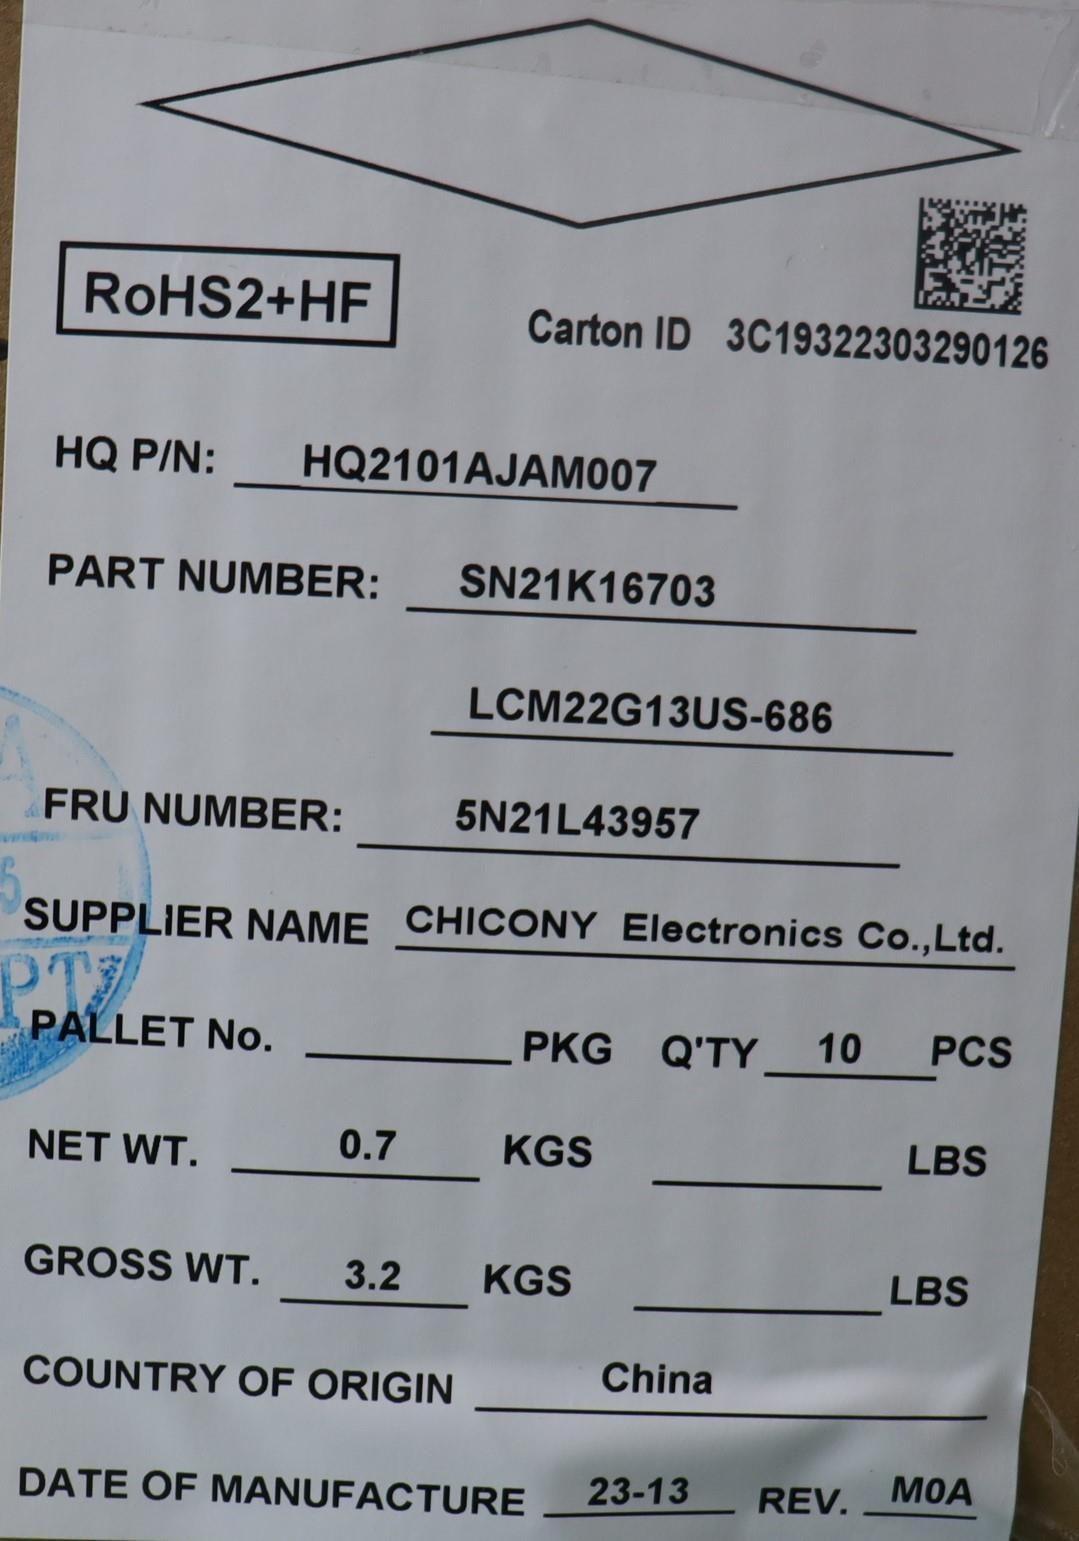 RoHS2+HF
Carton ID 3C19322303290126
HQ P/N: HQ2101AJAM007
PART NUMBER: SN21K16703
LCM22G13US-686
FRU NUMBER: 5N21L43957
SUPPLIER NAME CHICONY Electronics Co.,Ltd.
PALLET No. PKG Q'TY 10 PCS
NET WT. 0.7 KGS LBS
GROSS WT. 3.2 KGS LBS
COUNTRY OF ORIGIN China
DATE OF MANUFACTURE 23-13 REV. M0A